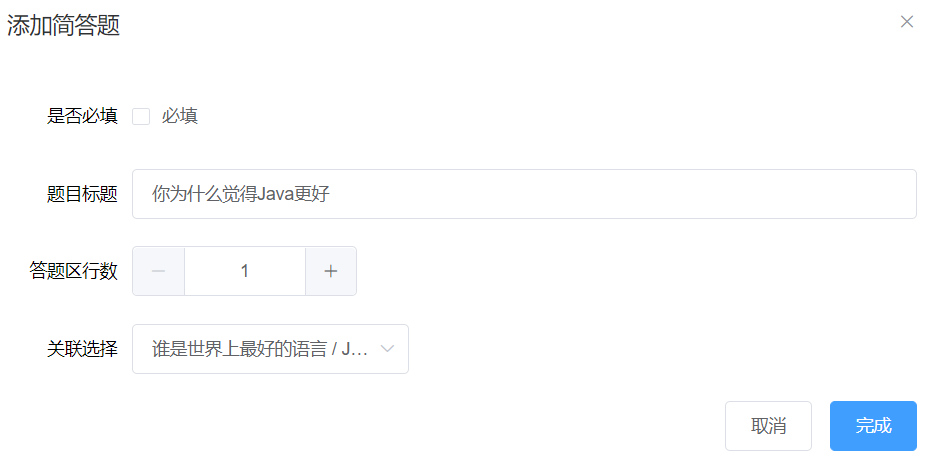 添加简答题
是否必填 必填
题目标题 你为什么觉得Java更好
答题区行数 1
关联选择 谁是世界上最好的语言 / J...
取消 完成